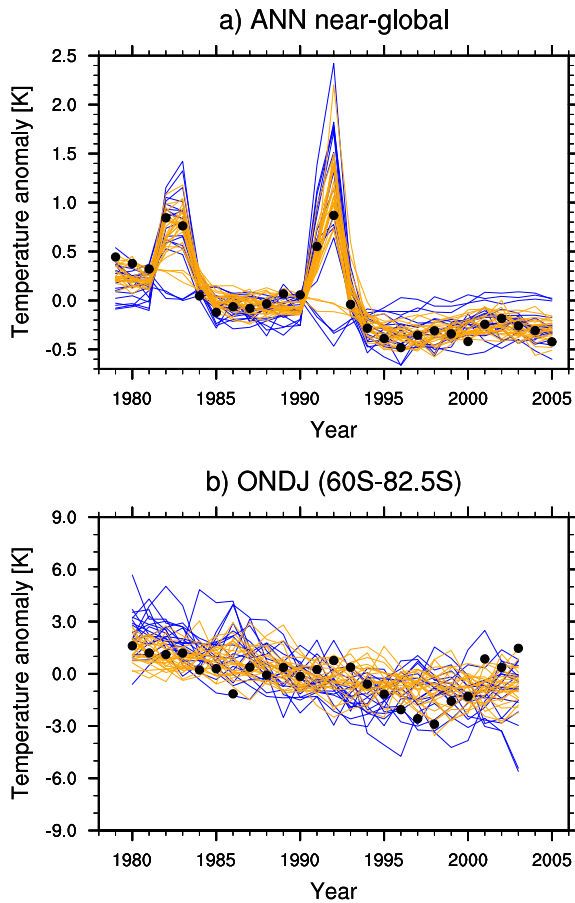 a) ANN near-global
Temperature anomaly [K]
2.5
2.0
1.5
1.0
0.5
0.0
-0.5
1980 1985 1990 1995 2000 2005
Year
b) ONDJ (60S-82.5S)
Temperature anomaly [K]
9.0
6.0
3.0
0.0
-3.0
-6.0
-9.0
1980 1985 1990 1995 2000 2005
Year